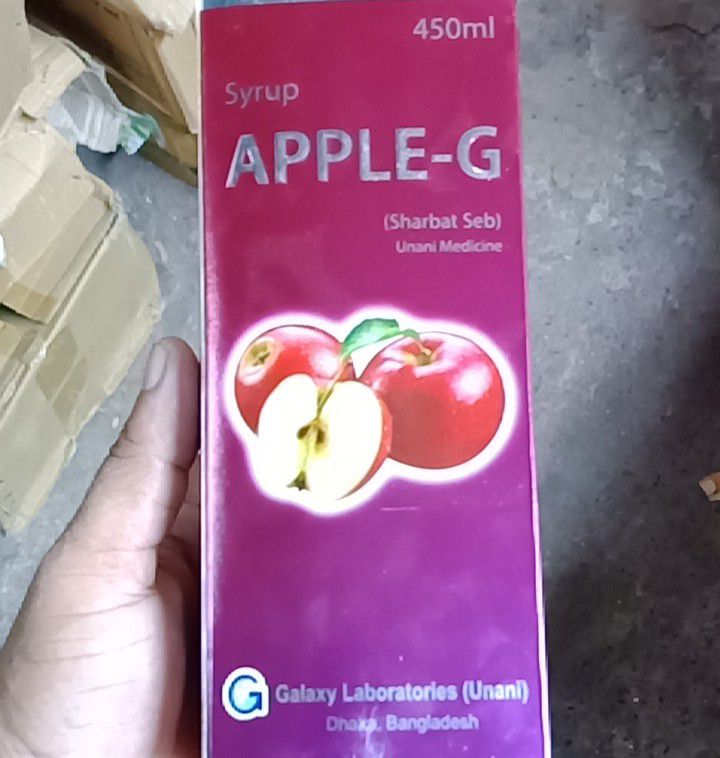 450ml
Syrup
APPLE-G
(Sharbat Seb)
Unani Medicine
G Galaxy Laboratories (Unani)
Dhaka, Bangladesh